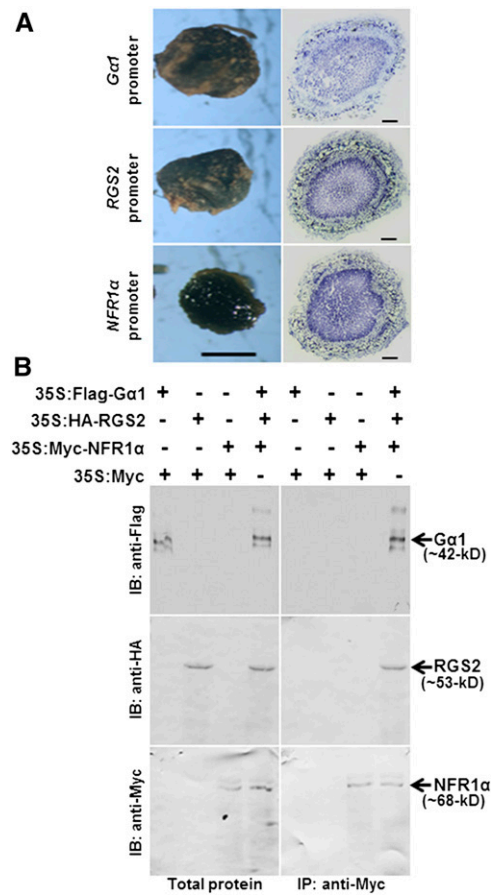 A
Gα1 promoter
RGS2 promoter
NFR1α promoter
B
35S:Flag-Gα1 + - - + + - - +
35S:HA-RGS2 - + - + - + - +
35S:Myc-NFR1α - - + + - - + +
35S:Myc + + + - + + + -
IB: anti-Flag
Gα1
(~42-kD)
IB: anti-HA
RGS2
(~53-kD)
IB: anti-Myc
NFR1α
(~68-kD)
Total protein IP: anti-Myc